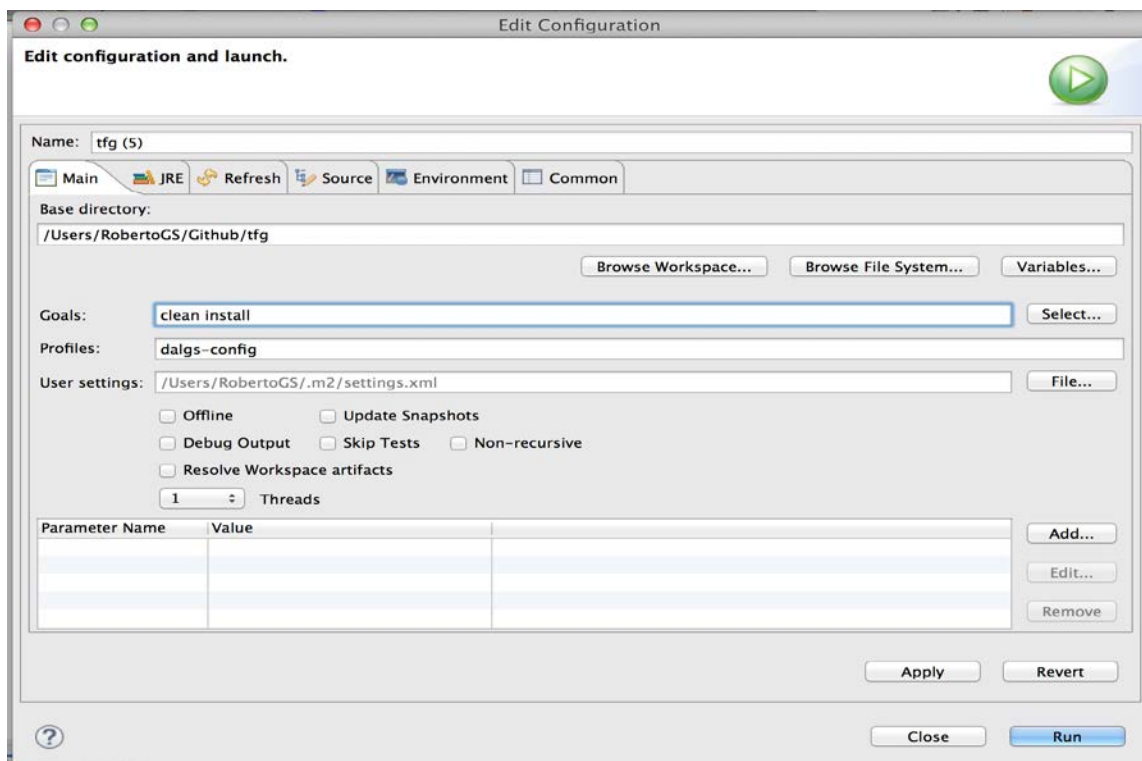 Edit Configuration
Edit configuration and launch.
Name: tfg (5)
Main JRE Refresh Source Environment Common
Base directory:
/Users/RobertoGS/Github/tfg
Browse Workspace... Browse File System... Variables...
Goals: clean install Select...
Profiles: dalgs-config
User settings: /Users/RobertoGS/.m2/settings.xml File...
Offline Update Snapshots
Debug Output Skip Tests Non-recursive
Resolve Workspace artifacts
1 Threads
Parameter Name Value Add...
Edit...
Remove
Apply Revert
? Close Run